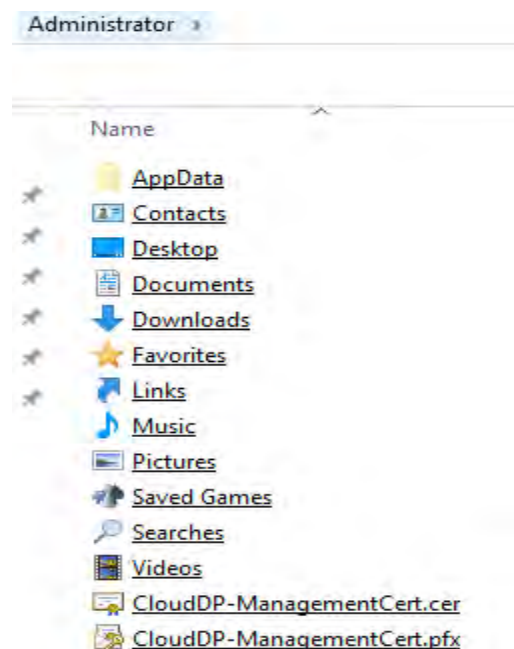 Administrator
Name
AppData
Contacts
Desktop
Documents
Downloads
Favorites
Links
Music
Pictures
Saved Games
Searches
Videos
CloudDP-ManagementCert.cer
CloudDP-ManagementCert.pfx